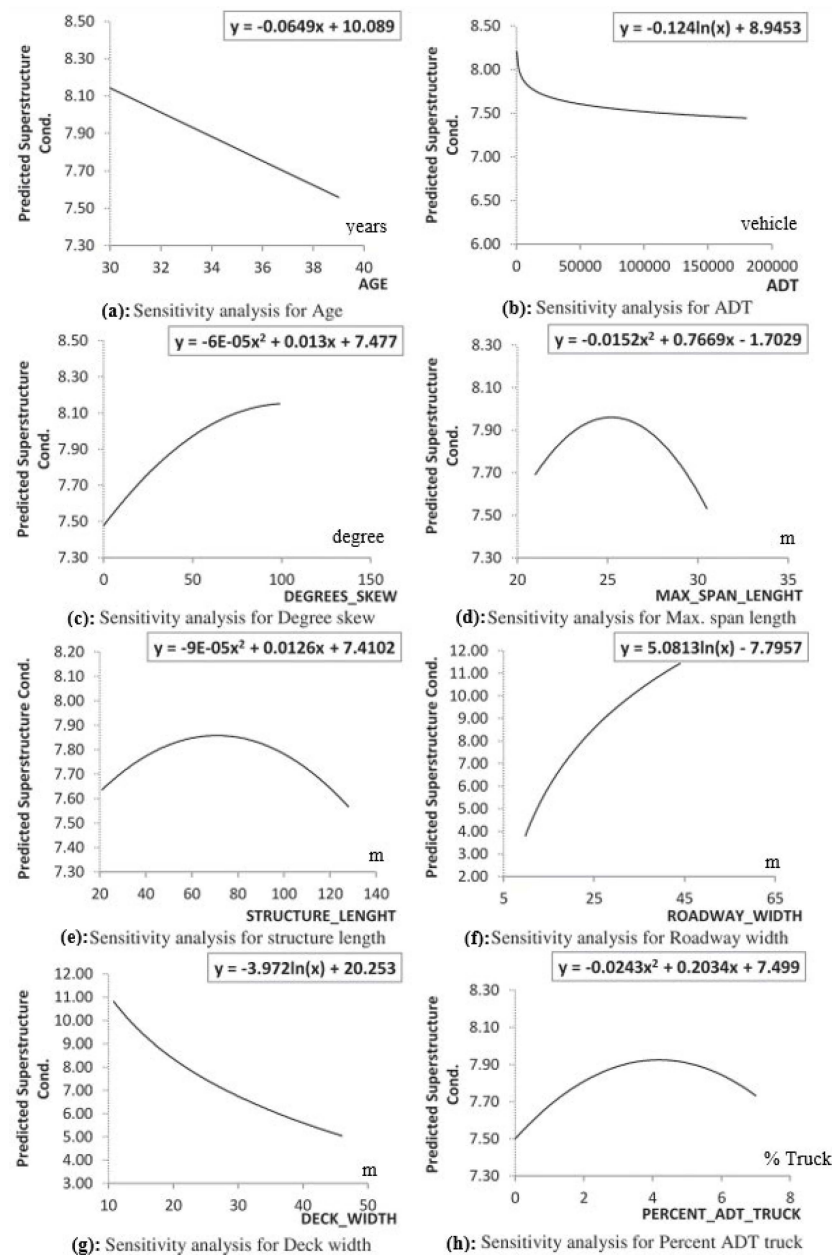 y = -0.0649x + 10.089
Predicted Superstructure
Cond.
8.50
8.30
8.10
7.90
7.70
7.50
7.30
30 32 34 36 38 40
years
AGE
(a): Sensitivity analysis for Age
y = -0.124ln(x) + 8.9453
Predicted Superstructure
Cond.
8.50
8.00
7.50
7.00
6.50
6.00
0 50000 100000 150000 200000
vehicle
ADT
(b): Sensitivity analysis for ADT
y = -6E-05x² + 0.013x + 7.477
Predicted Superstructure
Cond.
8.50
8.30
8.10
7.90
7.70
7.50
7.30
0 50 100 150
degree
DEGREES_SKEW
(c): Sensitivity analysis for Degree skew
y = -0.0152x² + 0.7669x - 1.7029
Predicted Superstructure
Cond.
8.30
8.10
7.90
7.70
7.50
7.30
20 25 30 35
m
MAX_SPAN_LENGHT
(d): Sensitivity analysis for Max. span length
y = -9E-05x² + 0.0126x + 7.4102
Predicted Superstructure Cond.
8.20
8.10
8.00
7.90
7.80
7.70
7.60
7.50
7.40
7.30
20 40 60 80 100 120 140
m
STRUCTURE_LENGHT
(e): Sensitivity analysis for structure length
y = 5.0813ln(x) - 7.7957
Predicted Superstructure Cond.
12.00
11.00
10.00
9.00
8.00
7.00
6.00
5.00
4.00
3.00
2.00
5 25 45 65
m
ROADWAY_WIDTH
(f): Sensitivity analysis for Roadway width
y = -3.972ln(x) + 20.253
Predicted Superstructure
Cond.
12.00
11.00
10.00
9.00
8.00
7.00
6.00
5.00
4.00
3.00
10 20 30 40 50
m
DECK_WIDTH
(g): Sensitivity analysis for Deck width
y = -0.0243x² + 0.2034x + 7.499
Predicted Superstructure
Cond.
8.30
8.10
7.90
7.70
7.50
7.30
0 2 4 6 8
% Truck
PERCENT_ADT_TRUCK
(h): Sensitivity analysis for Percent ADT truck